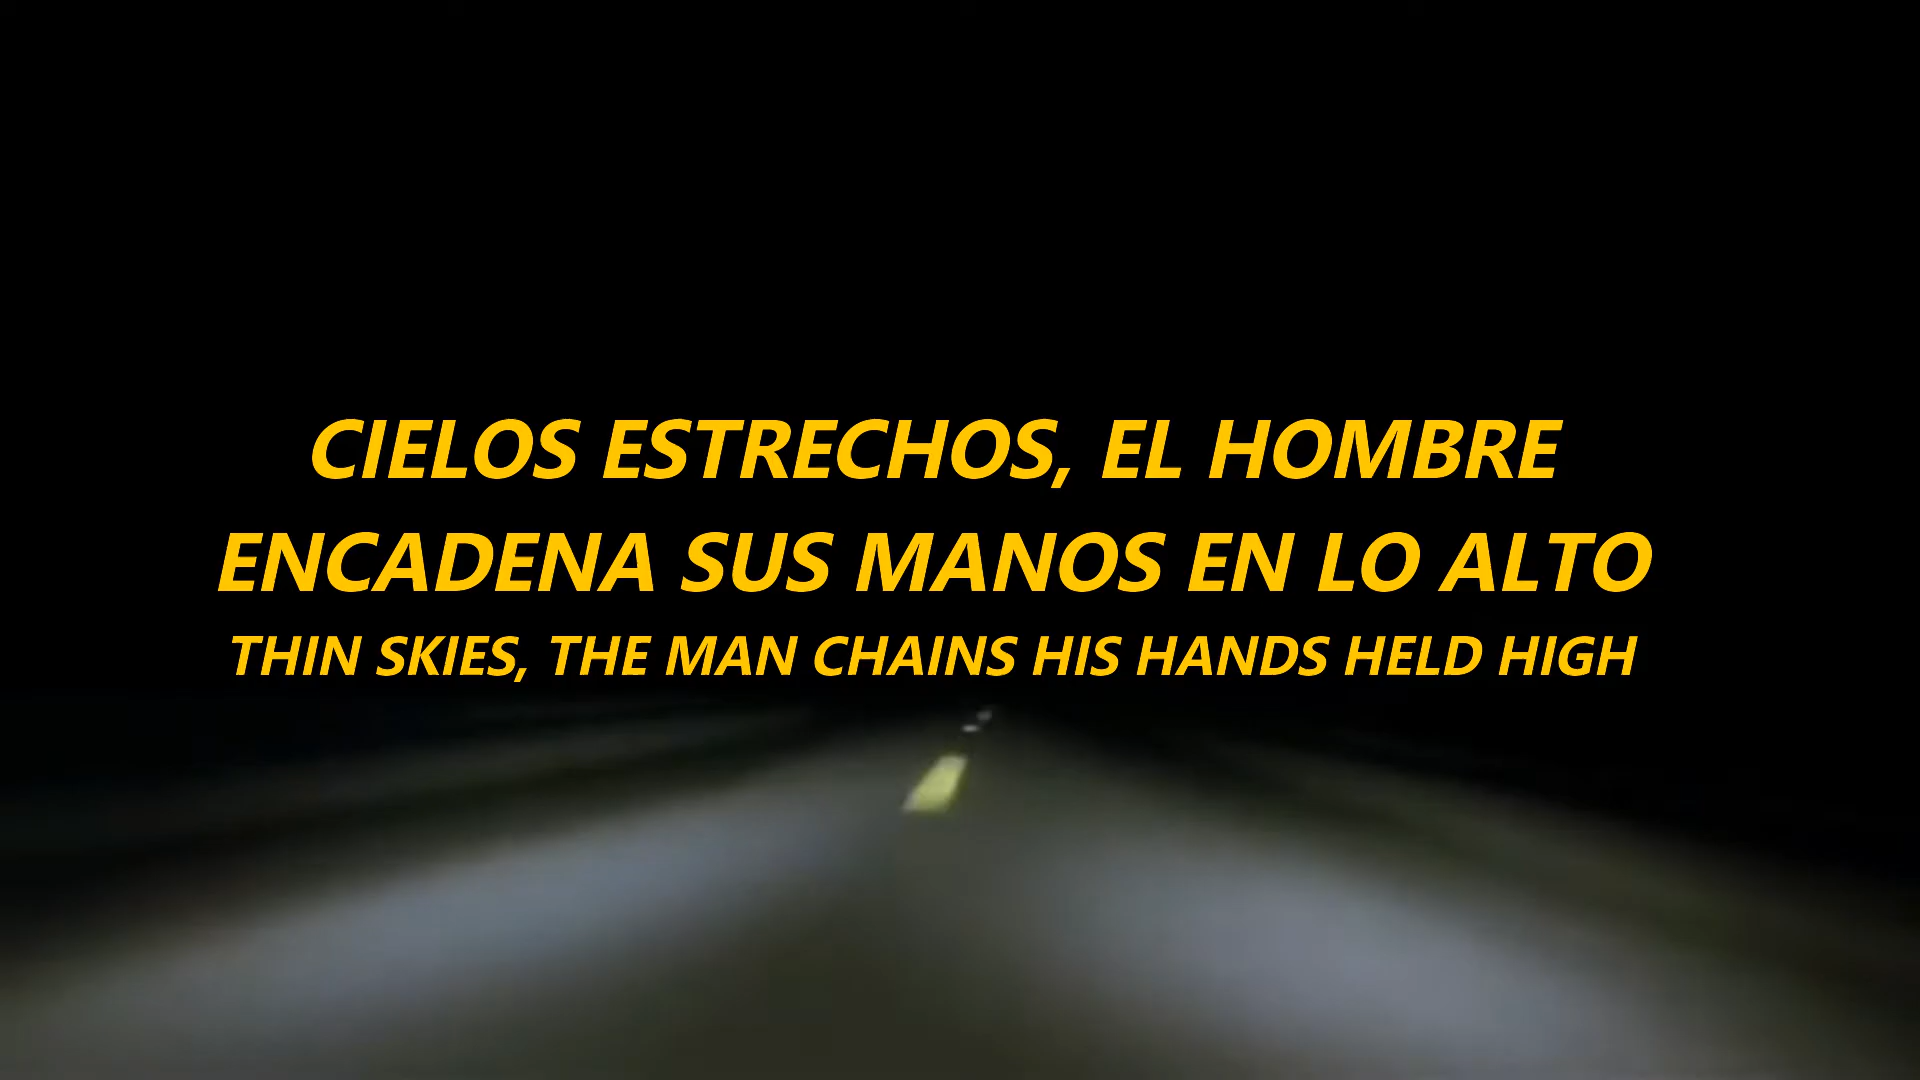 CIELOS ESTRECHOS, EL HOMBRE
ENCADENA SUS MANOS EN LO ALTO
THIN SKIES, THE MAN CHAINS HIS HANDS HELD HIGH